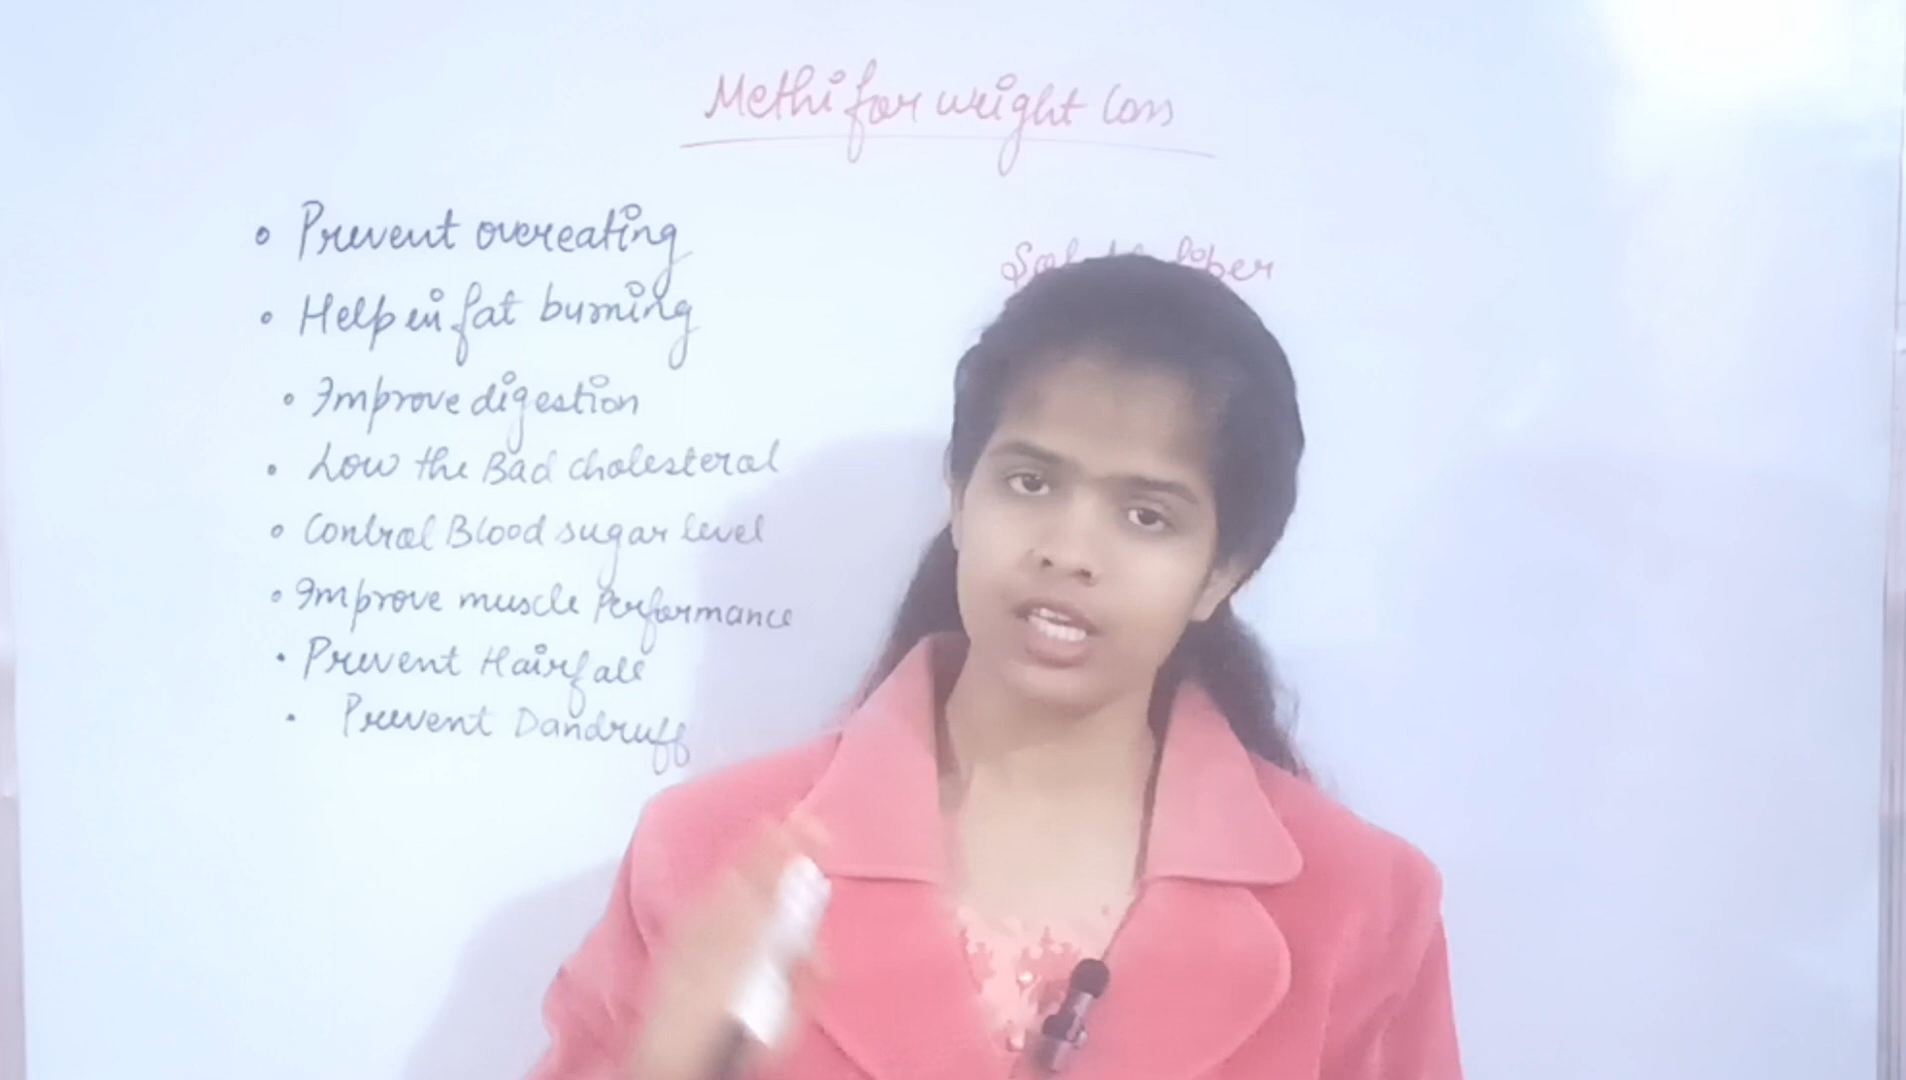 Methi for weight loss
• Prevent overeating
• Help in fat burning
• Improve digestion
• Low the Bad cholesteral
• Control Blood sugar level
• Improve muscle Performance
• Prevent Hairfall
• Prevent Dandruff